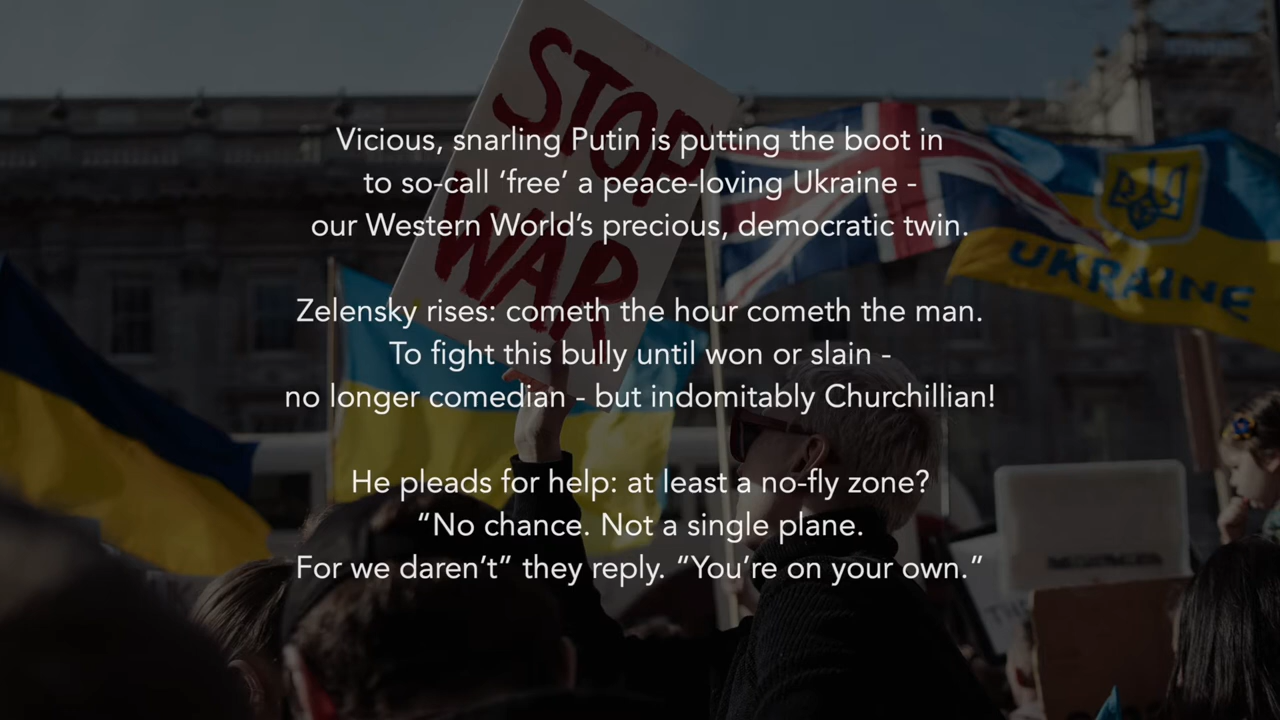 STOP
WAR
UKRAINE
Vicious, snarling Putin is putting the boot in
to so-call ‘free’ a peace-loving Ukraine -
our Western World’s precious, democratic twin.
Zelensky rises: cometh the hour cometh the man.
To fight this bully until won or slain -
no longer comedian - but indomitably Churchillian!
He pleads for help: at least a no-fly zone?
“No chance. Not a single plane.
For we daren’t” they reply. “You’re on your own.”